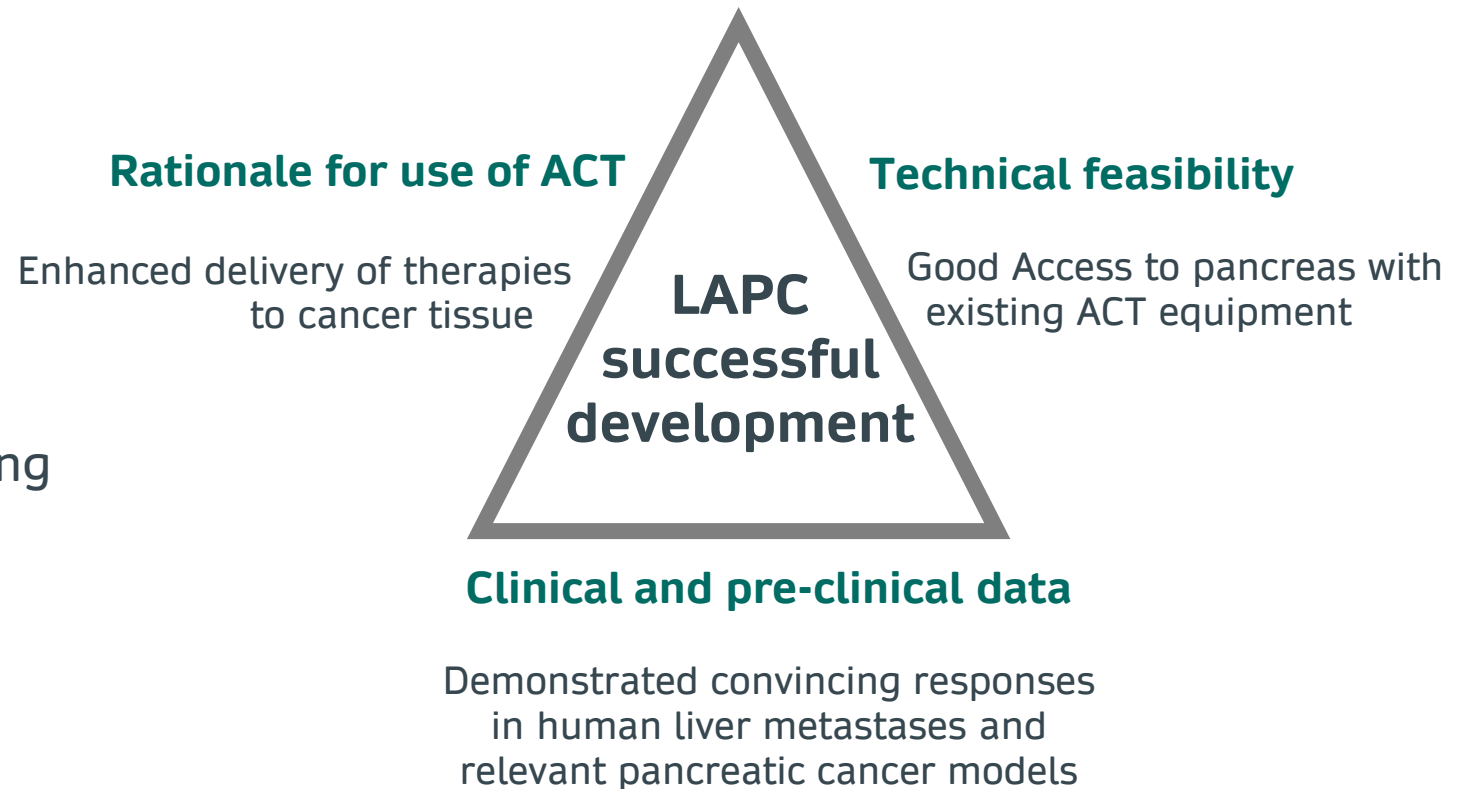 Rationale for use of ACT
Enhanced delivery of therapies
to cancer tissue
Technical feasibility
Good Access to pancreas with
existing ACT equipment
LAPC
successful
development
ng
Clinical and pre-clinical data
Demonstrated convincing responses
in human liver metastases and
relevant pancreatic cancer models